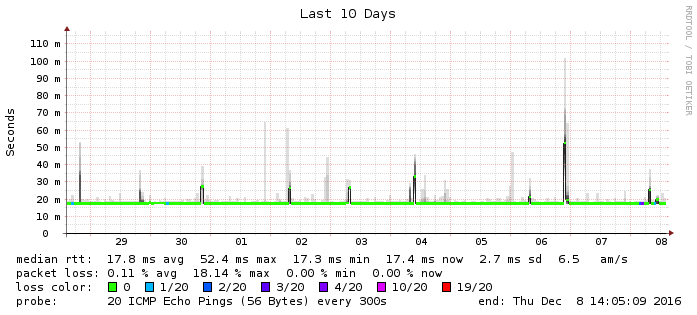 Last 10 Days
RRDTOOL / TOBI OETIKER
Seconds
110 m
100 m
90 m
80 m
70 m
60 m
50 m
40 m
30 m
20 m
10 m
0
29 30 01 02 03 04 05 06 07 08
median rtt: 17.8 ms avg 52.4 ms max 17.3 ms min 17.4 ms now 2.7 ms sd 6.5 am/s
packet loss: 0.11 % avg 18.14 % max 0.00 % min 0.00 % now
loss color: 0 1/20 2/20 3/20 4/20 10/20 19/20
probe: 20 ICMP Echo Pings (56 Bytes) every 300s end: Thu Dec 8 14:05:09 2016